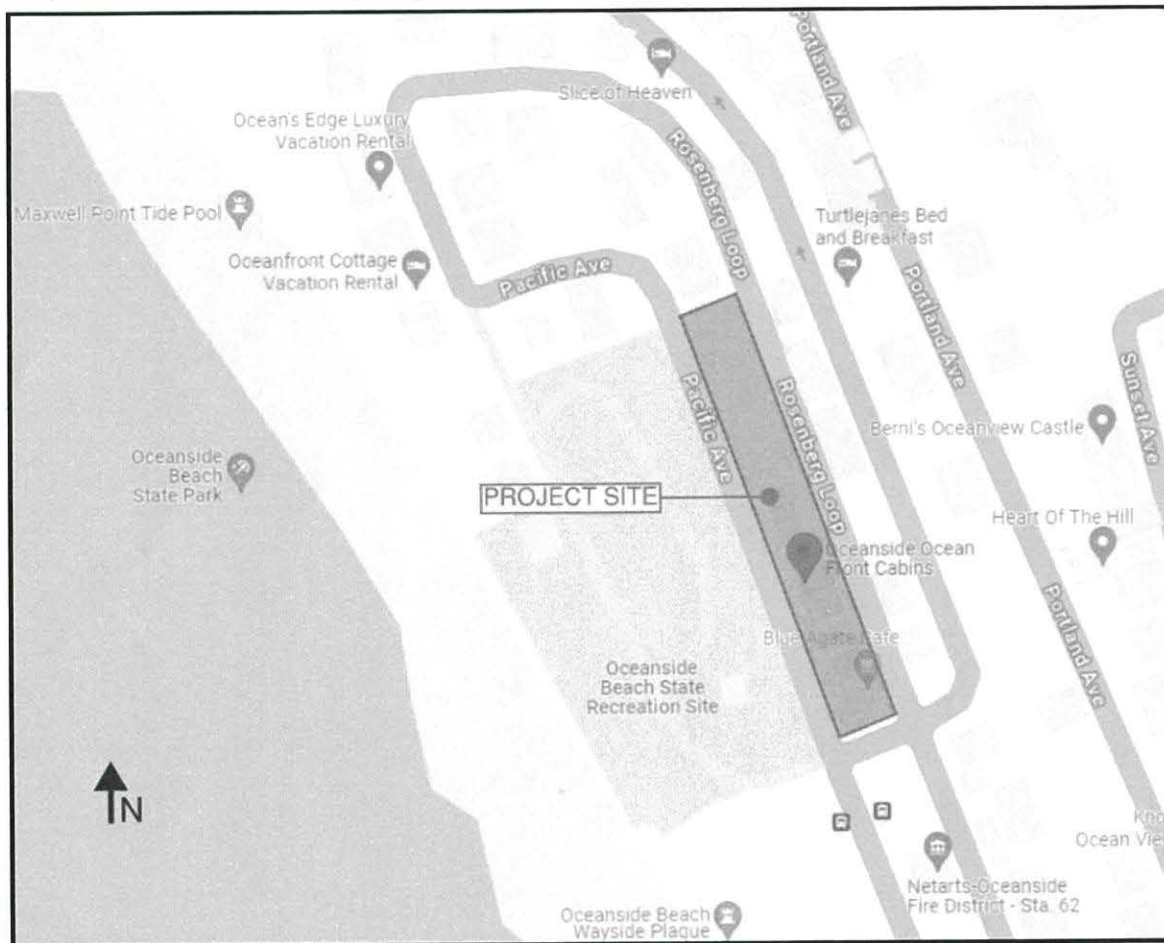 Portland Ave
Slice of Heaven
Ocean's Edge Luxury
Vacation Rental
Rosenberg Loop
Maxwell Point Tide Pool
Turtlejanes Bed
and Breakfast
Oceanfront Cottage
Vacation Rental
Pacific Ave
Portland Ave
Sunset Ave
Pacific Ave
Rosenberg Loop
Berni's Oceanview Castle
Oceanside
Beach
State Park
PROJECT SITE
Heart Of The Hill
Oceanside Ocean
Front Cabins
Portland Ave
Blue Agate Cafe
Oceanside
Beach State
Recreation Site
N
Kno
Ocean Vie
Netarts-Oceanside
Fire District - Sta. 62
Oceanside Beach
Wayside Plaque